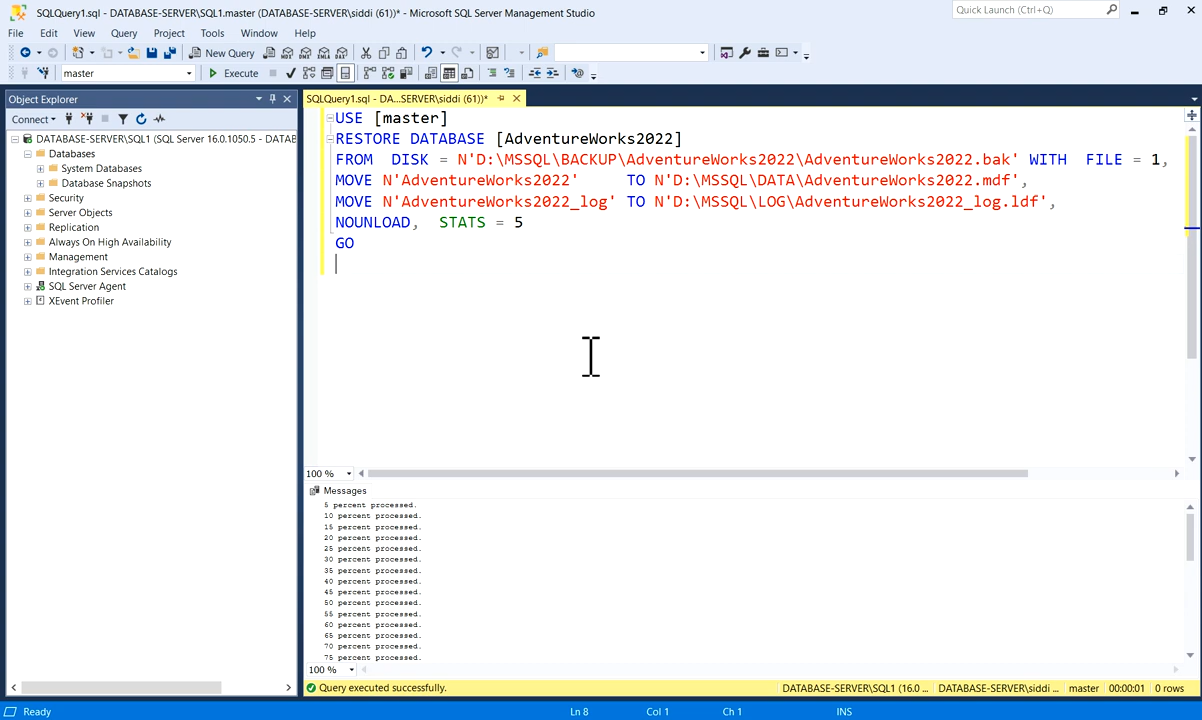 SQLQuery1.sql - DATABASE-SERVER\SQL1.master (DATABASE-SERVER\siddi (61))* - Microsoft SQL Server Management Studio
Quick Launch (Ctrl+Q)
File Edit View Query Project Tools Window Help
New Query
MDX DMX XMLA DAX
master
Execute
Object Explorer
Connect
DATABASE-SERVER\SQL1 (SQL Server 16.0.1050.5 - DATAB
Databases
System Databases
Database Snapshots
Security
Server Objects
Replication
Always On High Availability
Management
Integration Services Catalogs
SQL Server Agent
XEvent Profiler
SQLQuery1.sql - DA...SERVER\siddi (61))*
USE [master]
RESTORE DATABASE [AdventureWorks2022]
FROM DISK = N'D:\MSSQL\BACKUP\AdventureWorks2022\AdventureWorks2022.bak' WITH FILE = 1,
MOVE N'AdventureWorks2022' TO N'D:\MSSQL\DATA\AdventureWorks2022.mdf',
MOVE N'AdventureWorks2022_log' TO N'D:\MSSQL\LOG\AdventureWorks2022_log.ldf',
NOUNLOAD, STATS = 5
GO
100 %
Messages
5 percent processed.
10 percent processed.
15 percent processed.
20 percent processed.
25 percent processed.
30 percent processed.
35 percent processed.
40 percent processed.
45 percent processed.
50 percent processed.
55 percent processed.
60 percent processed.
65 percent processed.
70 percent processed.
75 percent processed.
100 %
Query executed successfully.
DATABASE-SERVER\SQL1 (16.0 ... DATABASE-SERVER\siddi ... master 00:00:01 0 rows
Ready
Ln 8 Col 1 Ch 1 INS